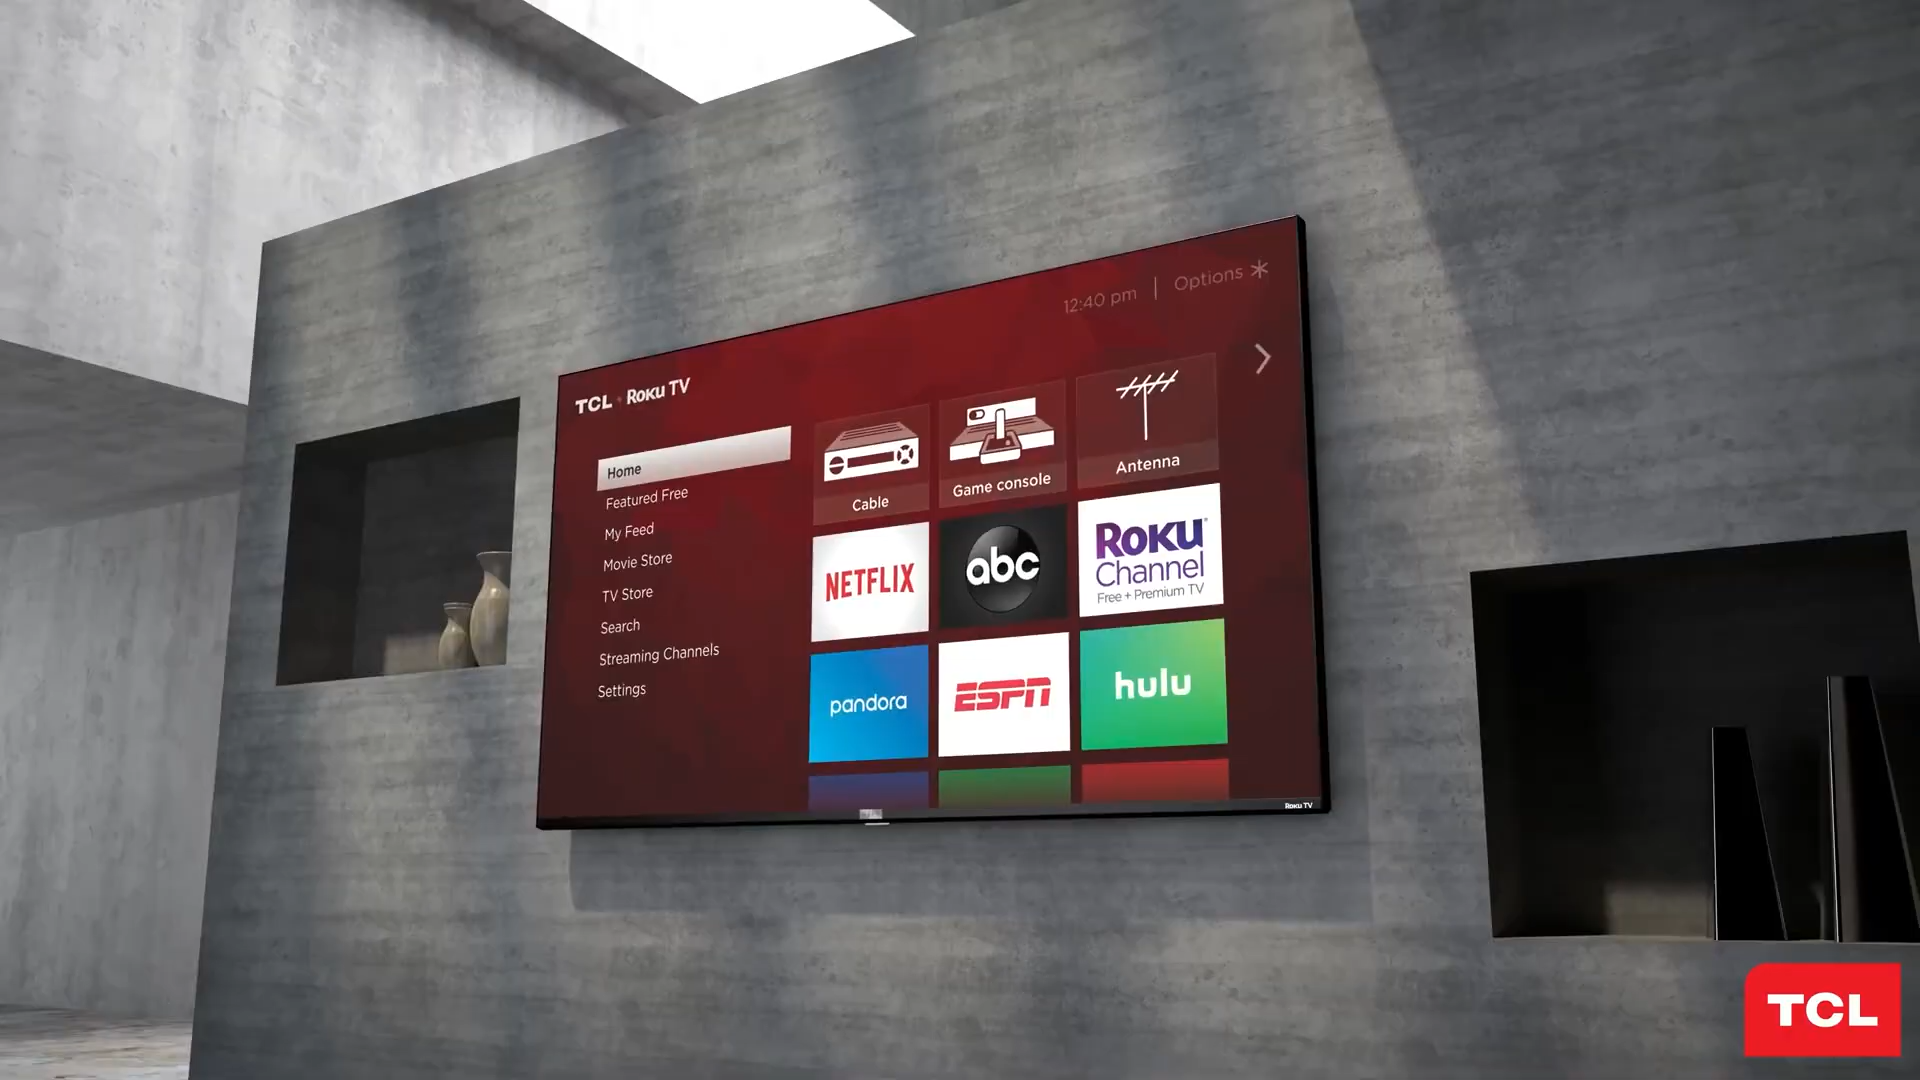 12:40 pm | Options *
TCL • Roku TV
Home
Featured Free
My Feed
Movie Store
TV Store
Search
Streaming Channels
Settings
Cable
Game console
Antenna
NETFLIX
abc
Roku
Channel
Free + Premium TV
pandora
ESPN
hulu
Roku TV
TCL